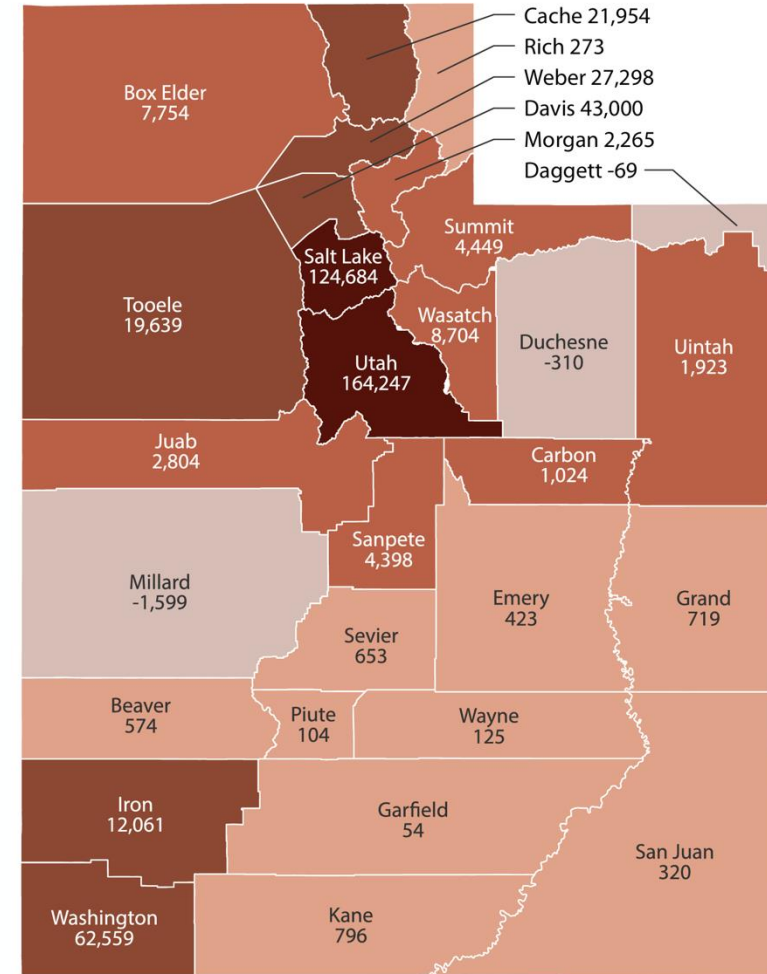 Cache 21,954
Rich 273
Weber 27,298
Davis 43,000
Morgan 2,265
Daggett -69
Box Elder
7,754
Summit
4,449
Salt Lake
124,684
Tooele
19,639
Wasatch
8,704
Duchesne
-310
Uintah
1,923
Utah
164,247
Juab
2,804
Carbon
1,024
Sanpete
4,398
Millard
-1,599
Emery
423
Grand
719
Sevier
653
Beaver
574
Piute
104
Wayne
125
Iron
12,061
Garfield
54
San Juan
320
Washington
62,559
Kane
796